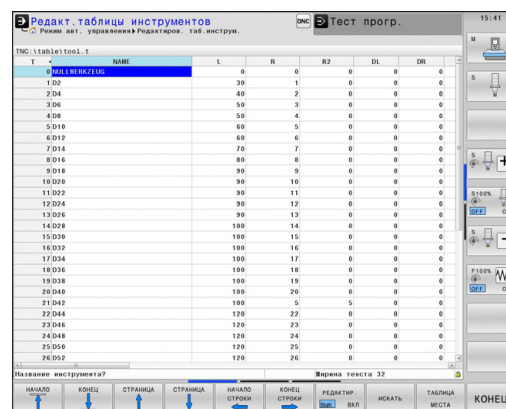 Редакт.таблицы инструментов
DNC
Тест прогр.
15:41
Режим авт. управления Редактиров. таб.инструм.
TNC:\table\tool.t
T NAME L R R2 DL DR
0 NULLWERKZEUG 0 0 0 0 0
1 D2 30 1 0 0 0
2 D4 40 2 0 0 0
3 D6 50 3 0 0 0
4 D8 50 4 0 0 0
5 D10 60 5 0 0 0
6 D12 60 6 0 0 0
7 D14 70 7 0 0 0
8 D16 80 8 0 0 0
9 D18 90 9 0 0 0
10 D20 90 10 0 0 0
11 D22 90 11 0 0 0
12 D24 90 12 0 0 0
13 D26 90 13 0 0 0
14 D28 100 14 0 0 0
15 D30 100 15 0 0 0
16 D32 100 16 0 0 0
17 D34 100 17 0 0 0
18 D36 100 18 0 0 0
19 D38 100 19 0 0 0
20 D40 100 20 0 0 0
21 D42 100 5 5 0 0
22 D44 120 22 0 0 0
23 D46 120 23 0 0 0
24 D48 120 24 0 0 0
25 D50 120 25 0 0 0
26 D52 120 26 0 0 0
Название инструмента?
Ширина текста 32
M
S
S
S100%
OFF
S
F100%
OFF
НАЧАЛО
КОНЕЦ
СТРАНИЦА
СТРАНИЦА
НАЧАЛО СТРОКИ
КОНЕЦ СТРОКИ
РЕДАКТИР.
ВЫК ВКЛ
ИСКАТЬ
ТАБЛИЦА МЕСТА
КОНЕЦ